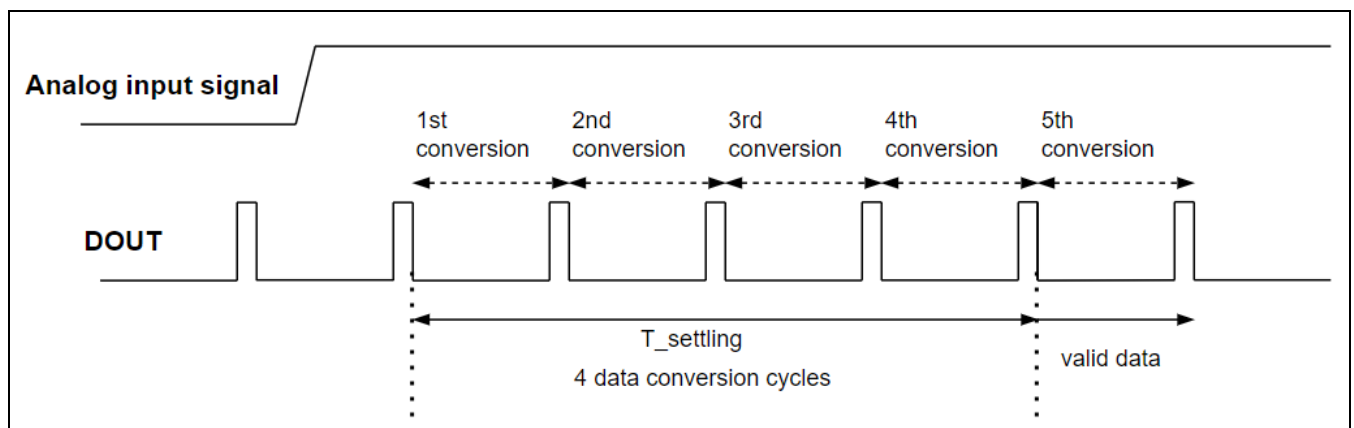 Analog input signal
1st conversion
2nd conversion
3rd conversion
4th conversion
5th conversion
DOUT
T_settling
4 data conversion cycles
valid data